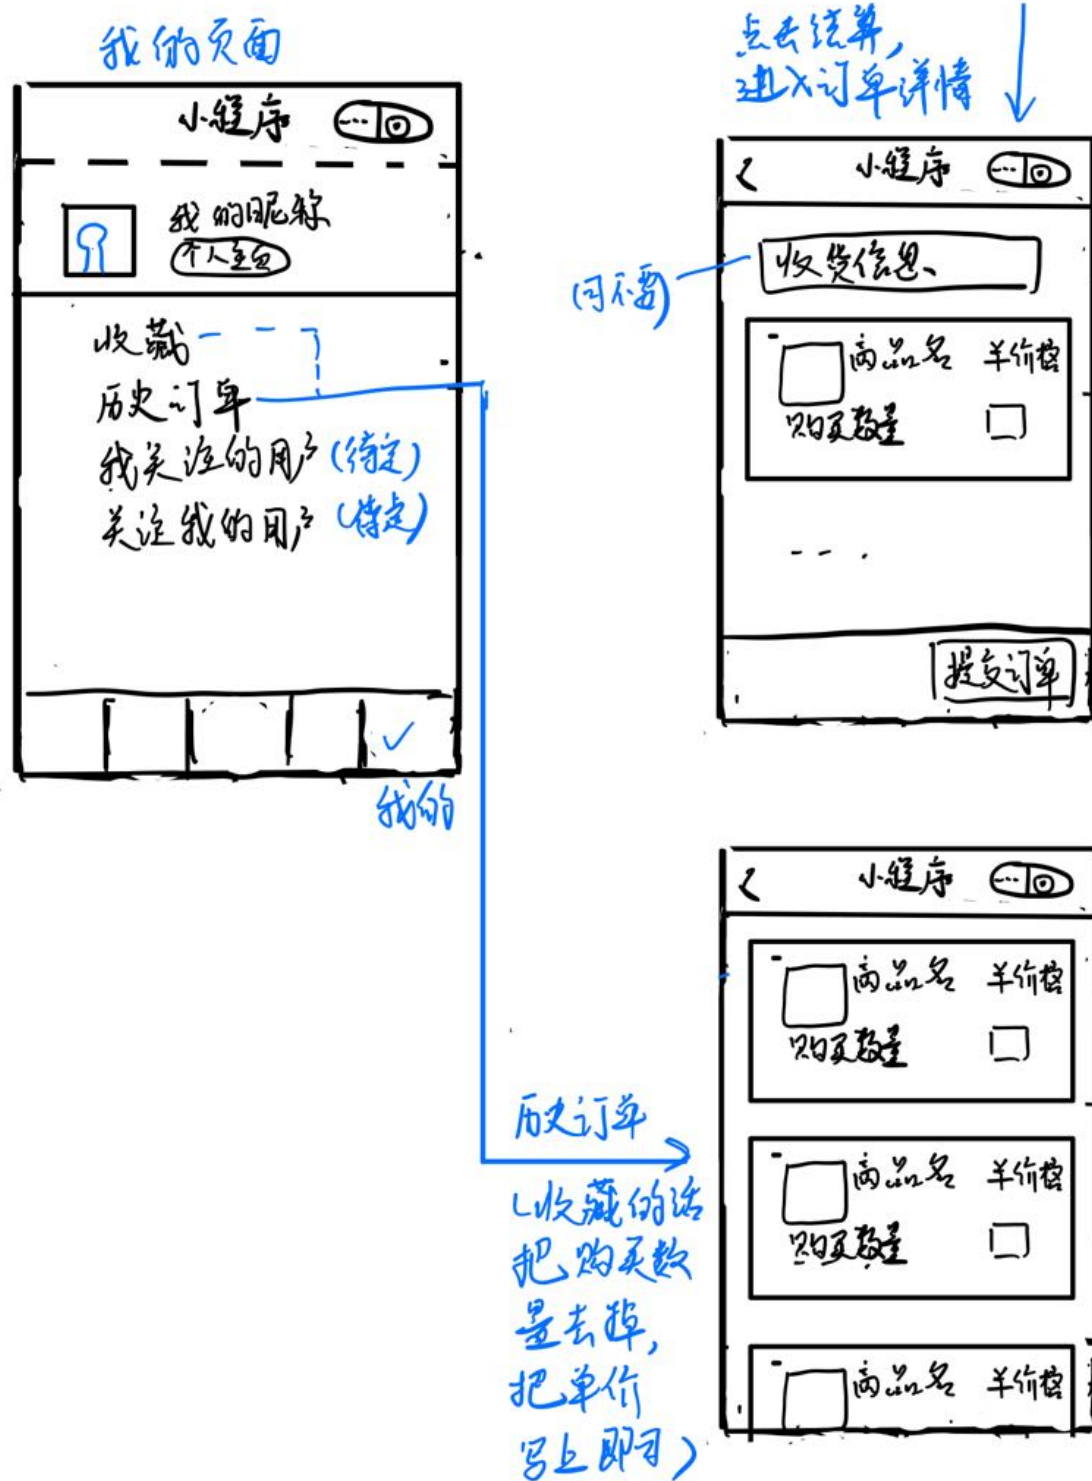 我的页面
小程序
我的昵称
个人主页
收藏
历史订单
我关注的用户(待定)
关注我的用户(待定)
我的
点击结算,
进入订单详情
小程序
(可不要)
收货信息
商品名 ¥价格
购买数量
提交订单
小程序
商品名 ¥价格
购买数量
商品名 ¥价格
购买数量
商品名 ¥价格
历史订单
(收藏的话
把购买数
量去掉,
把单价
写上即可)